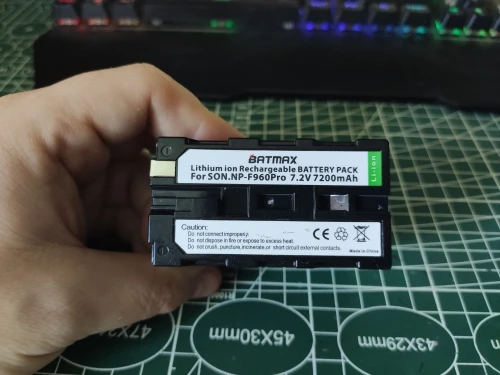 BATMAX
Lithium ion Rechargeable BATTERY PACK
For SON.NP-F960Pro 7.2V 7200mAh
Li-ion
Caution:
Do not connect improperly.
Do not dispose in fire or expose to excess heat.
Do not crush, puncture, incinerate, or short circuit external contacts.
CE
Made In China
45X30mm
43X29mm